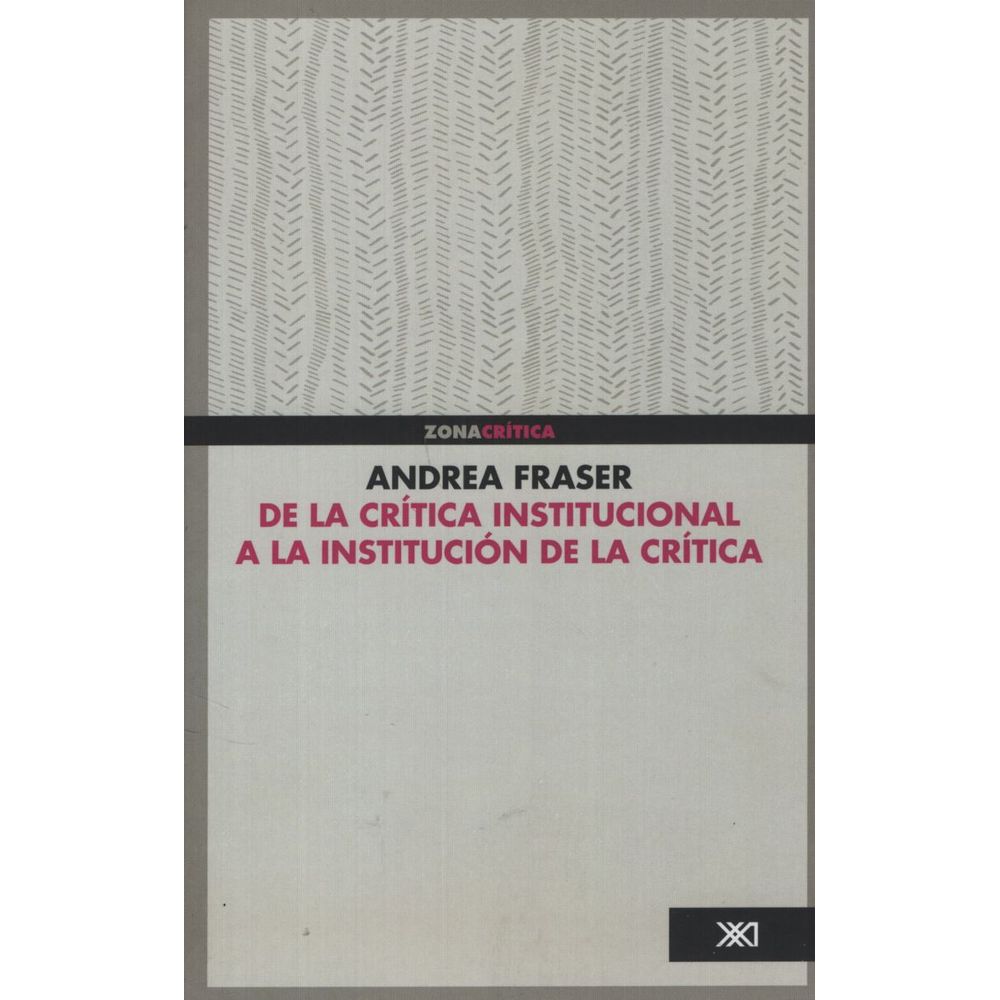 ZONACRÍTICA
ANDREA FRASER
DE LA CRÍTICA INSTITUCIONAL
A LA INSTITUCIÓN DE LA CRÍTICA
XXI